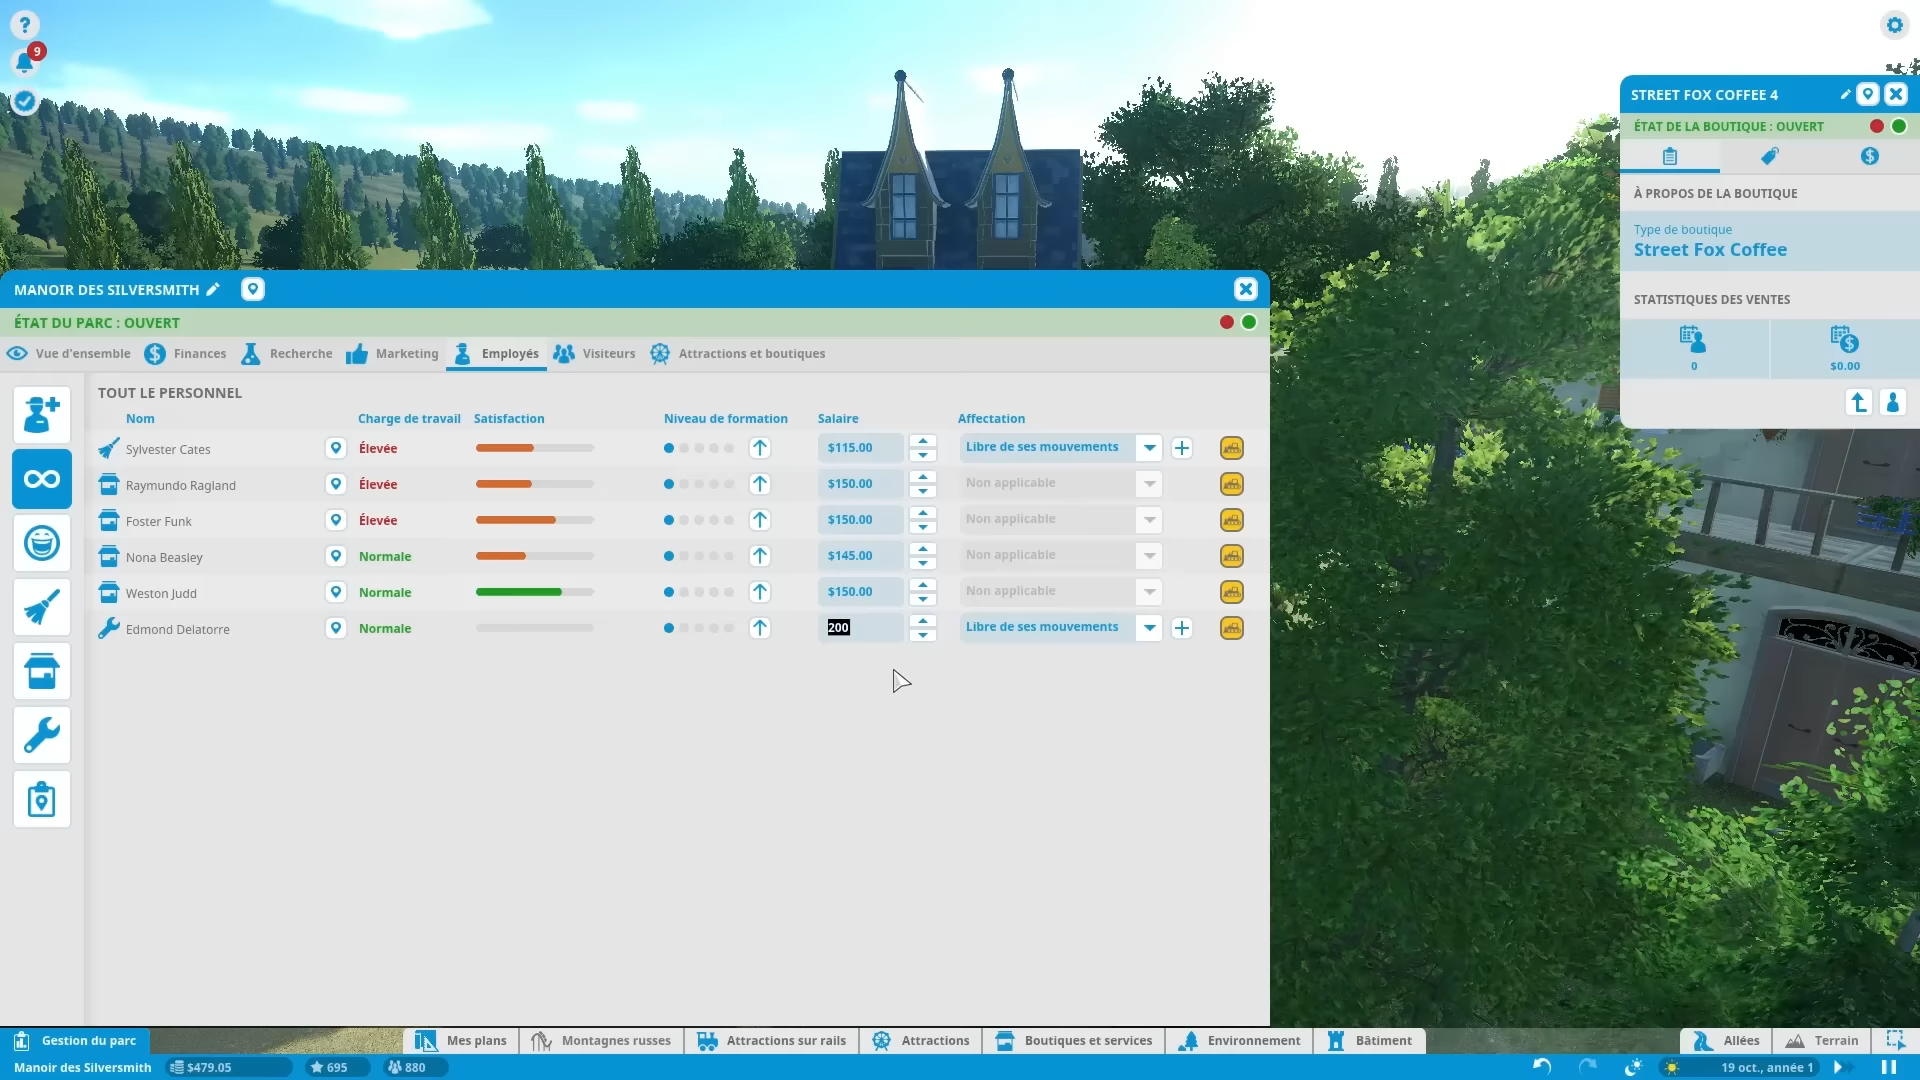 ?
9
STREET FOX COFFEE 4
ÉTAT DE LA BOUTIQUE : OUVERT
À PROPOS DE LA BOUTIQUE
Type de boutique
Street Fox Coffee
STATISTIQUES DES VENTES
0 $0.00
MANOIR DES SILVERSMITH
ÉTAT DU PARC : OUVERT
Vue d'ensemble Finances Recherche Marketing Employés Visiteurs Attractions et boutiques
TOUT LE PERSONNEL
Nom Charge de travail Satisfaction Niveau de formation Salaire Affectation
Sylvester Cates Élevée $115.00 Libre de ses mouvements
Raymundo Ragland Élevée $150.00 Non applicable
Foster Funk Élevée $150.00 Non applicable
Nona Beasley Normale $145.00 Non applicable
Weston Judd Normale $150.00 Non applicable
Edmond Delatorre Normale 200 Libre de ses mouvements
Gestion du parc Mes plans Montagnes russes Attractions sur rails Attractions Boutiques et services Environnement Bâtiment Allées Terrain
Manoir des Silversmith $479.05 695 880 19 oct., année 1